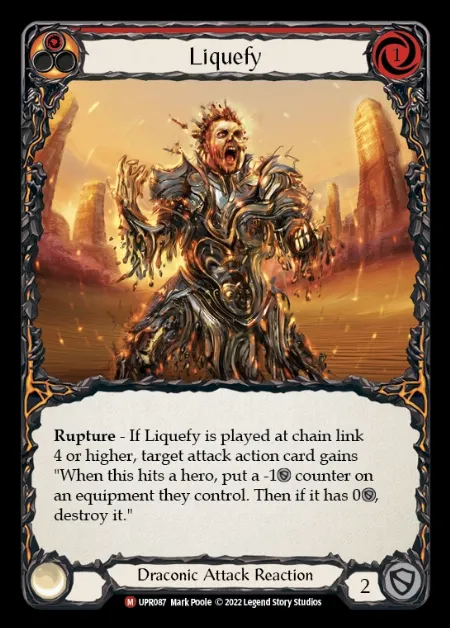 Liquefy
1
Rupture - If Liquefy is played at chain link
4 or higher, target attack action card gains
"When this hits a hero, put a -1 counter on
an equipment they control. Then if it has 0,
destroy it."
Draconic Attack Reaction
2
M UPR087 Mark Poole © 2022 Legend Story Studios